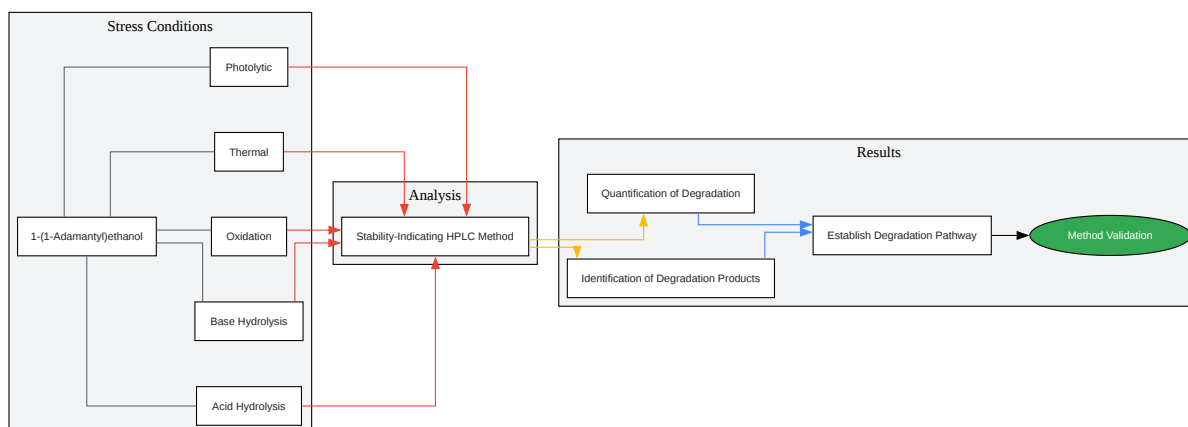 Stress Conditions
Photolytic
Thermal
1-(1-Adamantyl)ethanol
Oxidation
Base Hydrolysis
Acid Hydrolysis
Analysis
Stability-Indicating HPLC Method
Results
Quantification of Degradation
Identification of Degradation Products
Establish Degradation Pathway
Method Validation